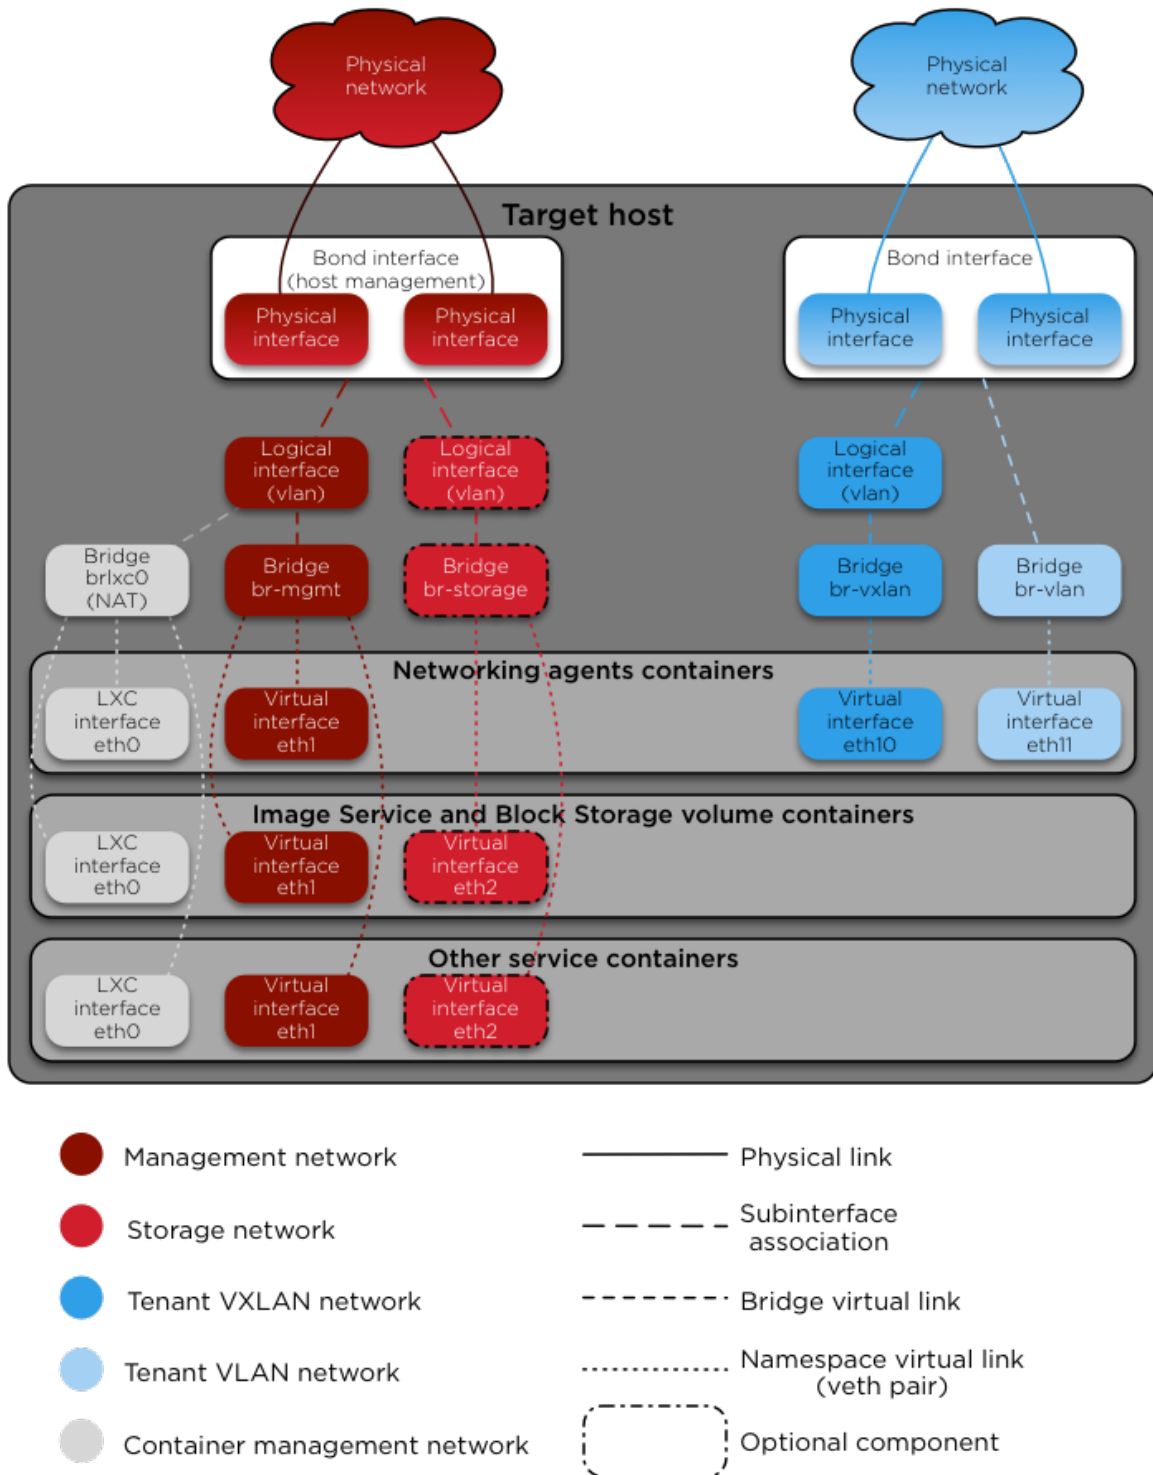 Physical
network
Physical
network
Target host
Bond interface
(host management)
Bond interface
Physical
interface
Physical
interface
Physical
interface
Physical
interface
Logical
interface
(vlan)
Logical
interface
(vlan)
Logical
interface
(vlan)
Bridge
brlxc0
(NAT)
Bridge
br-mgmt
Bridge
br-storage
Bridge
br-vxlan
Bridge
br-vlan
Networking agents containers
LXC
interface
eth0
Virtual
interface
eth1
Virtual
interface
eth10
Virtual
interface
eth11
Image Service and Block Storage volume containers
LXC
interface
eth0
Virtual
interface
eth1
Virtual
interface
eth2
Other service containers
LXC
interface
eth0
Virtual
interface
eth1
Virtual
interface
eth2
Management network
Storage network
Tenant VXLAN network
Tenant VLAN network
Container management network
Physical link
Subinterface
association
Bridge virtual link
Namespace virtual link
(veth pair)
Optional component